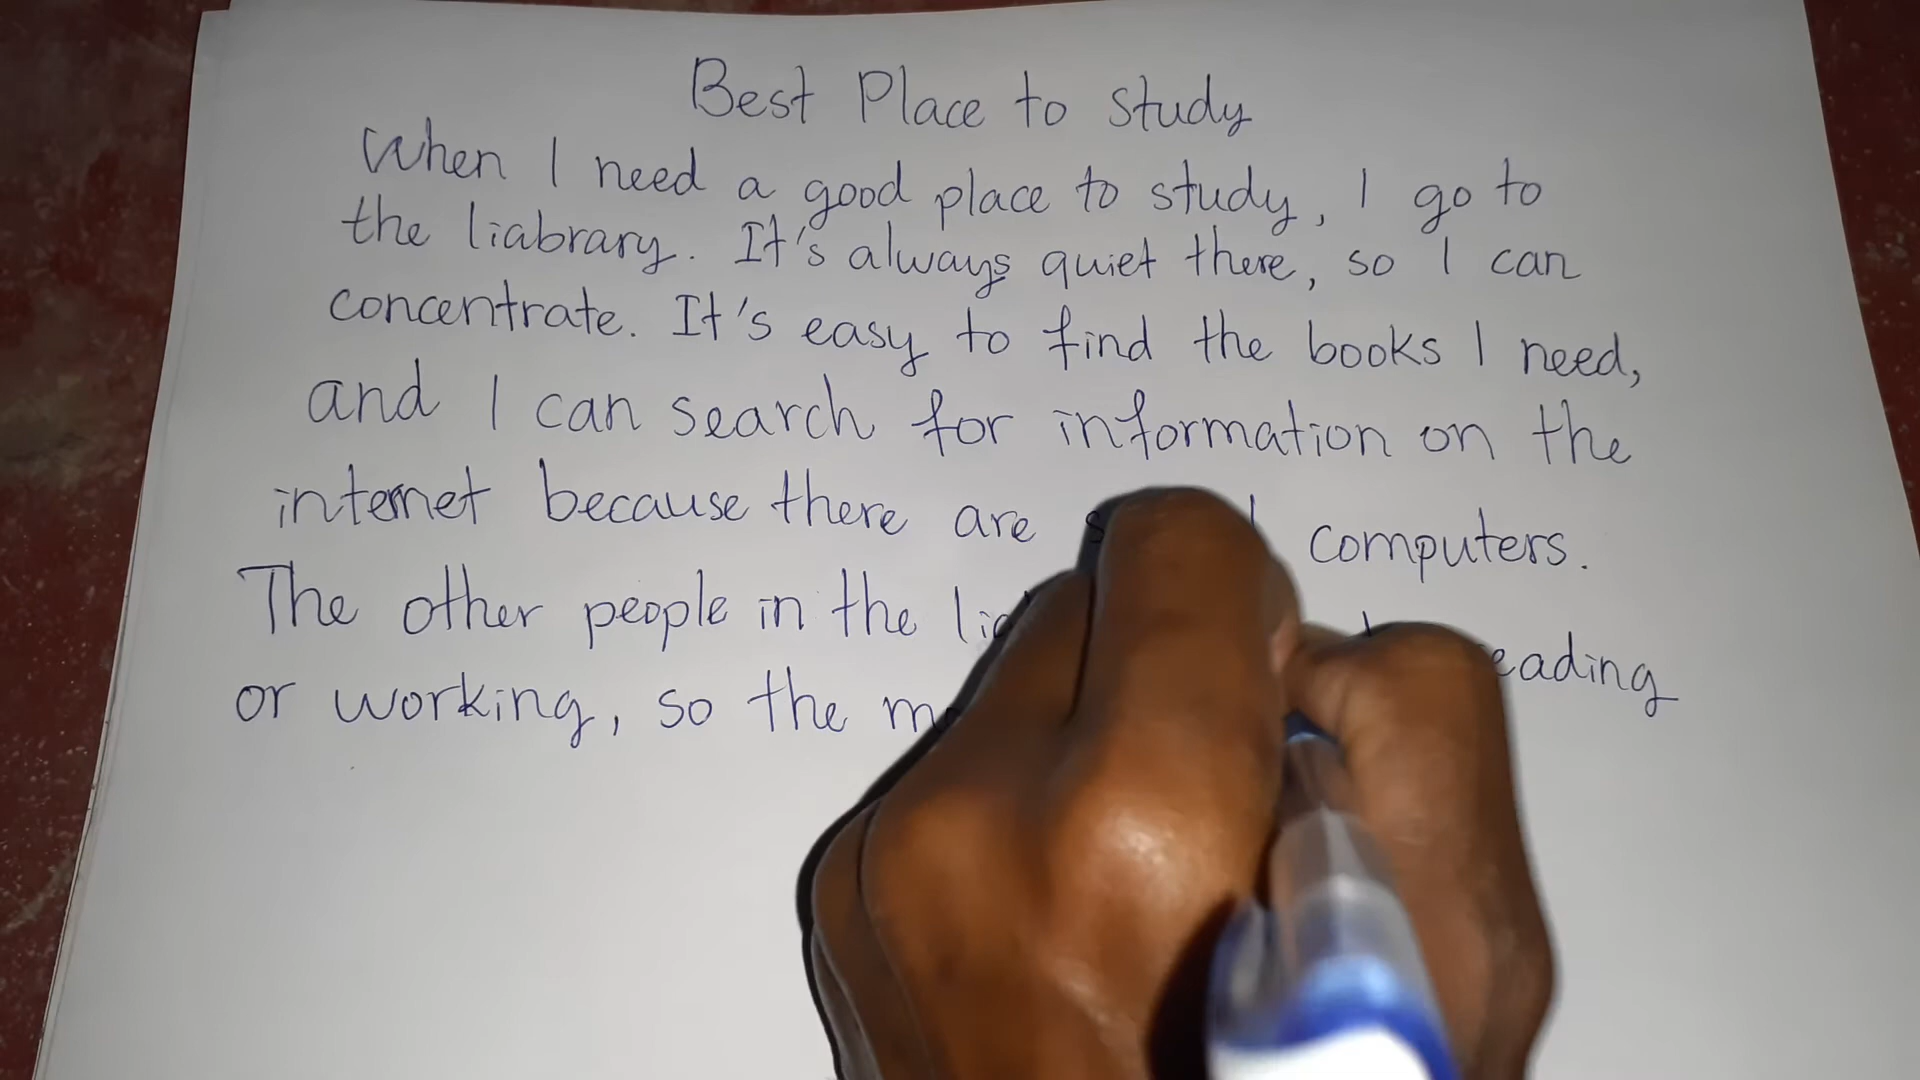 Best Place to study
When I need a good place to study, I go to
the liabrary. It's always quiet there, so I can
concentrate. It's easy to find the books I need,
and I can search for information on the
internet because there are computers.
The other people in the
or working, so the